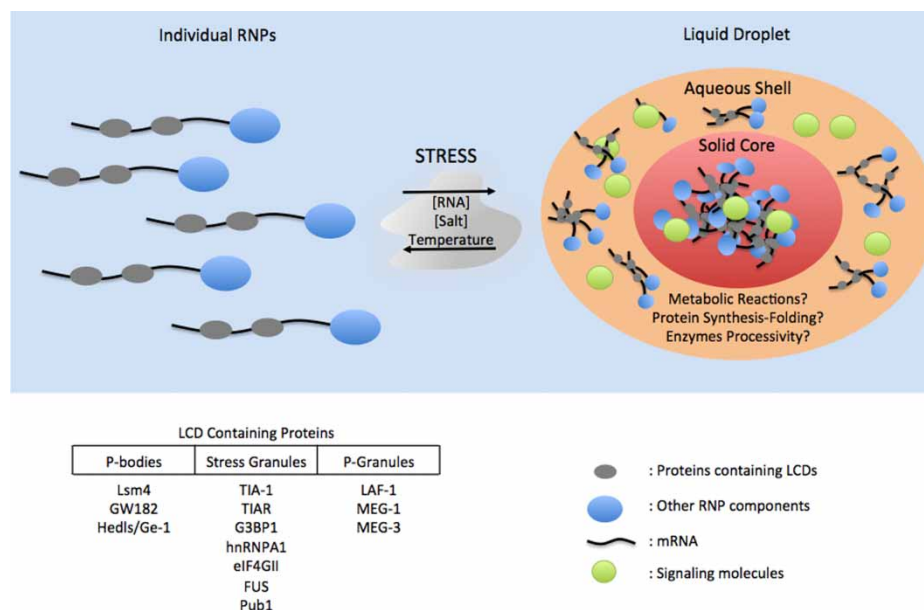 Individual RNPs
Liquid Droplet
Aqueous Shell
Solid Core
STRESS
[RNA]
[Salt]
Temperature
Metabolic Reactions?
Protein Synthesis-Folding?
Enzymes Processivity?
LCD Containing Proteins
P-bodies Stress Granules P-Granules
Lsm4 TIA-1 LAF-1
GW182 TIAR MEG-1
Hedls/Ge-1 G3BP1 MEG-3
hnRNPA1
eIF4GII
FUS
Pub1
: Proteins containing LCDs
: Other RNP components
: mRNA
: Signaling molecules